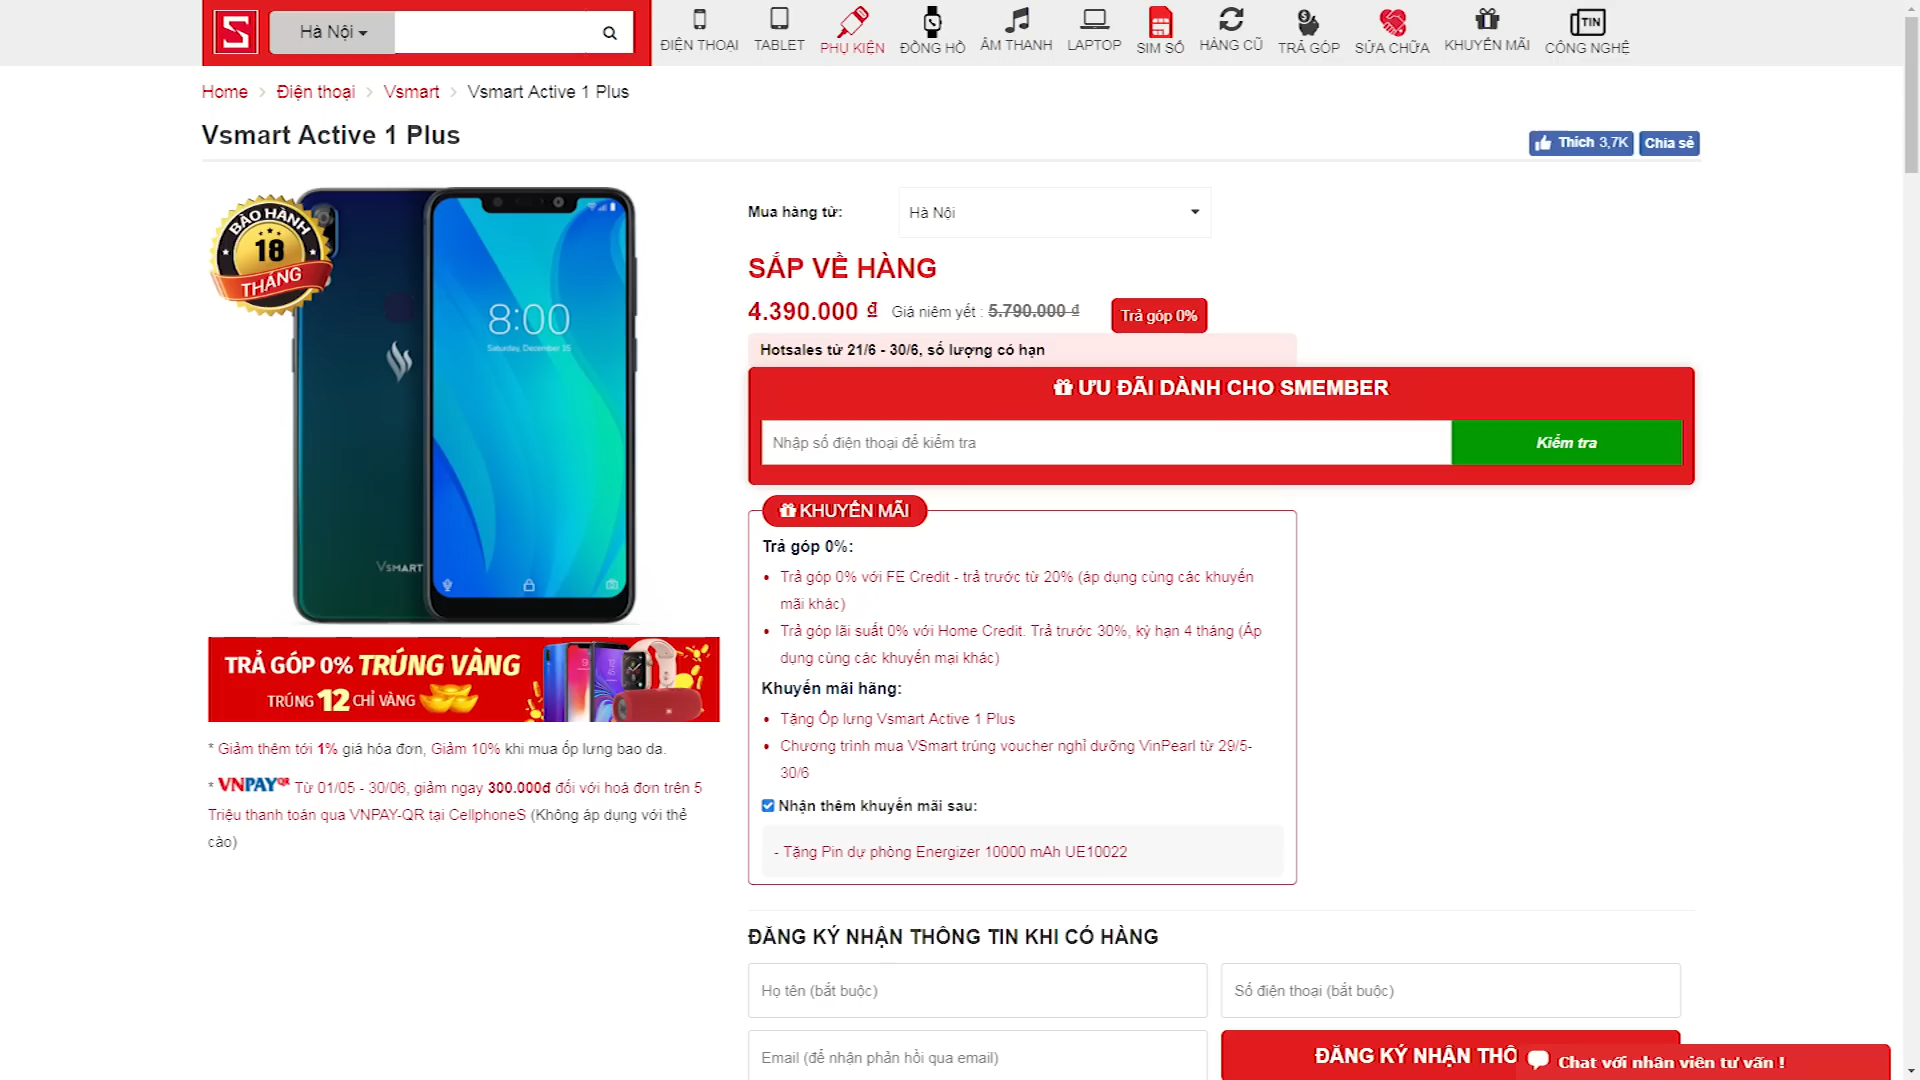 S
Hà Nội
ĐIỆN THOẠI
TABLET
PHỤ KIỆN
ĐỒNG HỒ
ÂM THANH
LAPTOP
SIM SỐ
HÀNG CŨ
TRẢ GÓP
SỬA CHỮA
KHUYẾN MÃI
TIN
CÔNG NGHỆ
Home > Điện thoại > Vsmart > Vsmart Active 1 Plus
Vsmart Active 1 Plus
Thích 3,7K
Chia sẻ
BẢO HÀNH
18
THÁNG
8:00
Saturday, December 15
VSMART
TRẢ GÓP 0% TRÚNG VÀNG
TRÚNG 12 CHỈ VÀNG
* Giảm thêm tới 1% giá hóa đơn, Giảm 10% khi mua ốp lưng bao da.
* VNPAYQR Từ 01/05 - 30/06, giảm ngay 300.000đ đối với hoá đơn trên 5
Triệu thanh toán qua VNPAY-QR tại CellphoneS (Không áp dụng với thẻ
cào)
Mua hàng từ:
Hà Nội
SẮP VỀ HÀNG
4.390.000 ₫ Giá niêm yết : 5.790.000 ₫
Trả góp 0%
Hotsales từ 21/6 - 30/6, số lượng có hạn
ƯU ĐÃI DÀNH CHO SMEMBER
Nhập số điện thoại để kiểm tra
Kiểm tra
KHUYẾN MÃI
Trả góp 0%:
• Trả góp 0% với FE Credit - trả trước từ 20% (áp dụng cùng các khuyến
mãi khác)
• Trả góp lãi suất 0% với Home Credit. Trả trước 30%, kỳ hạn 4 tháng (Áp
dụng cùng các khuyến mại khác)
Khuyến mãi hãng:
• Tặng Ốp lưng Vsmart Active 1 Plus
• Chương trình mua VSmart trúng voucher nghỉ dưỡng VinPearl từ 29/5-
30/6
Nhận thêm khuyến mãi sau:
- Tặng Pin dự phòng Energizer 10000 mAh UE10022
ĐĂNG KÝ NHẬN THÔNG TIN KHI CÓ HÀNG
Họ tên (bắt buộc)
Số điện thoại (bắt buộc)
Email (để nhận phản hồi qua email)
ĐĂNG KÝ NHẬN THÔ
Chat với nhân viên tư vấn !